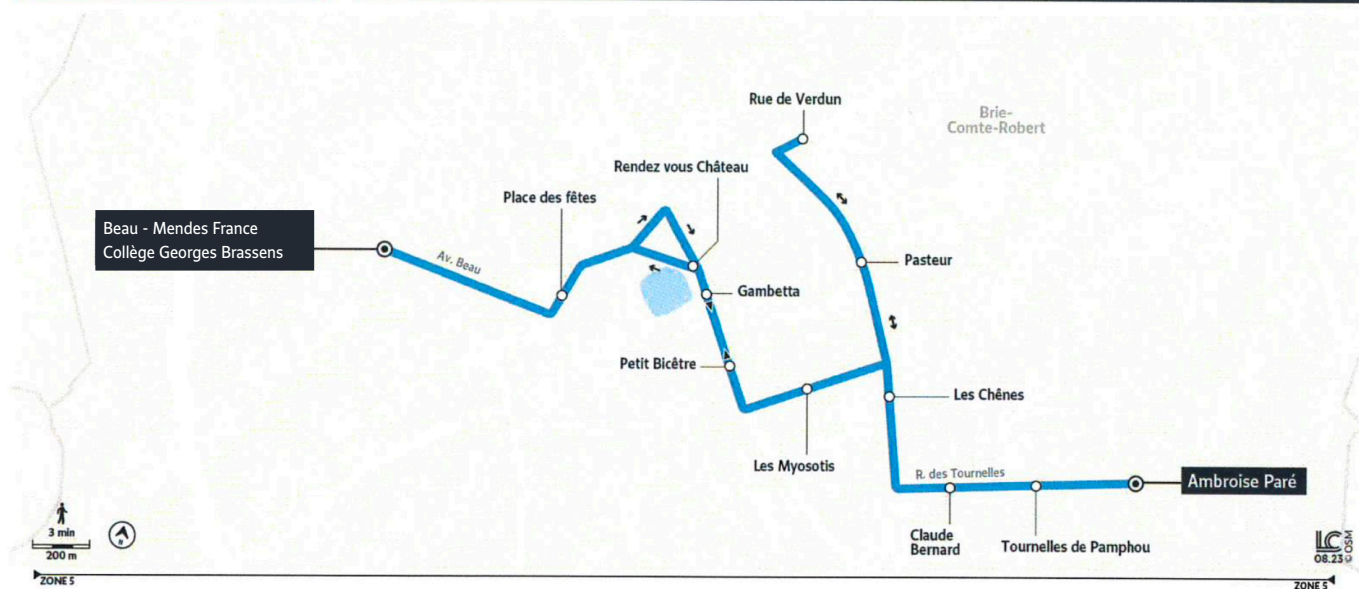 Rue de Verdun
Brie-
Comte-Robert
Rendez vous Château
Place des fêtes
Beau - Mendes France
Collège Georges Brassens
Av. Beau
Pasteur
Gambetta
Petit Bicêtre
Les Chênes
Les Myosotis
R. des Tournelles
Ambroise Paré
Claude
Bernard
Tournelles de Pamphou
3 min
200 m
N
LC
08.23
© OSM
ZONE 5
ZONE 5